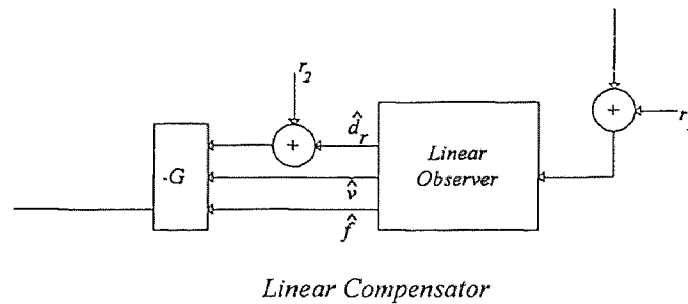 r₂
+
r
d̂ᵣ
Linear
Observer
+
-G
v̂
f̂
Linear Compensator